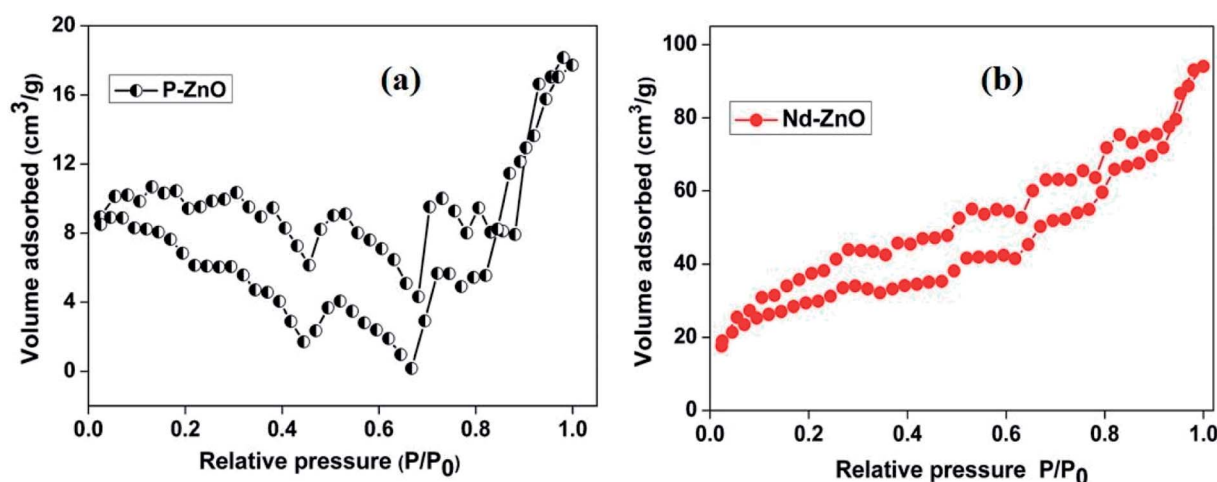 (a)
P-ZnO
Volume adsorbed (cm³/g)
20
16
12
8
4
0
0.0 0.2 0.4 0.6 0.8 1.0
Relative pressure (P/P₀)
(b)
Nd-ZnO
Volume adsorbed (cm³/g)
100
80
60
40
20
0
0.0 0.2 0.4 0.6 0.8 1.0
Relative pressure P/P₀